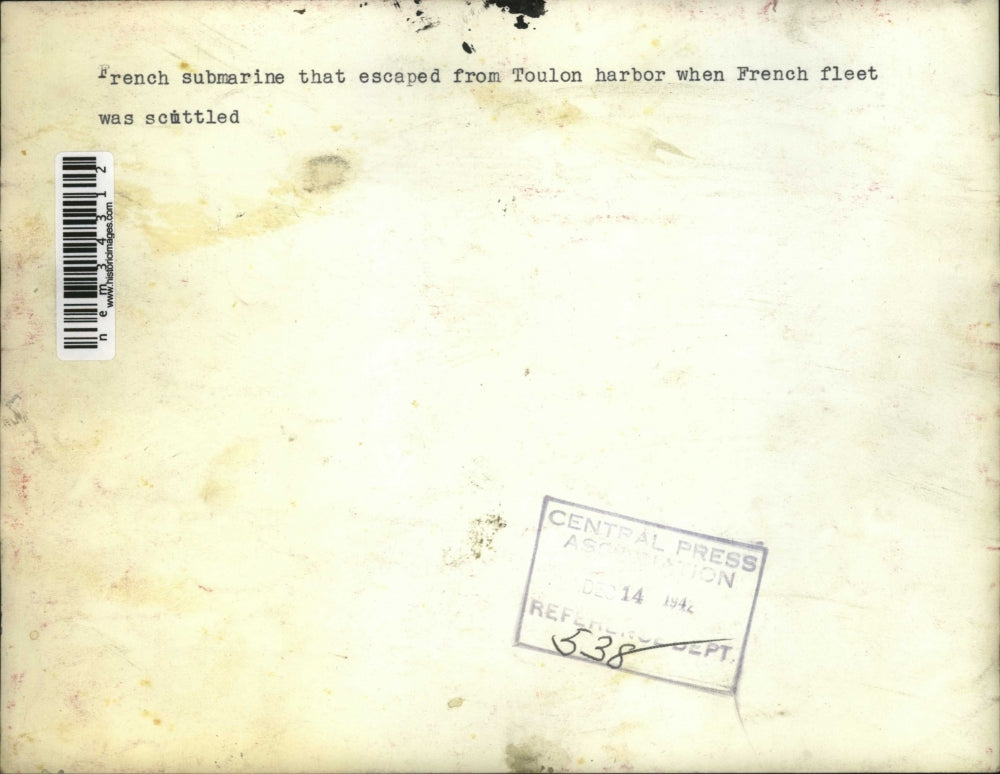 French submarine that escaped from Toulon harbor when French fleet
was scuttled
nem34312
www.historicimages.com
CENTRAL PRESS
ASSOCIATION
DEC 14 1942
REFERENCE DEPT.
538